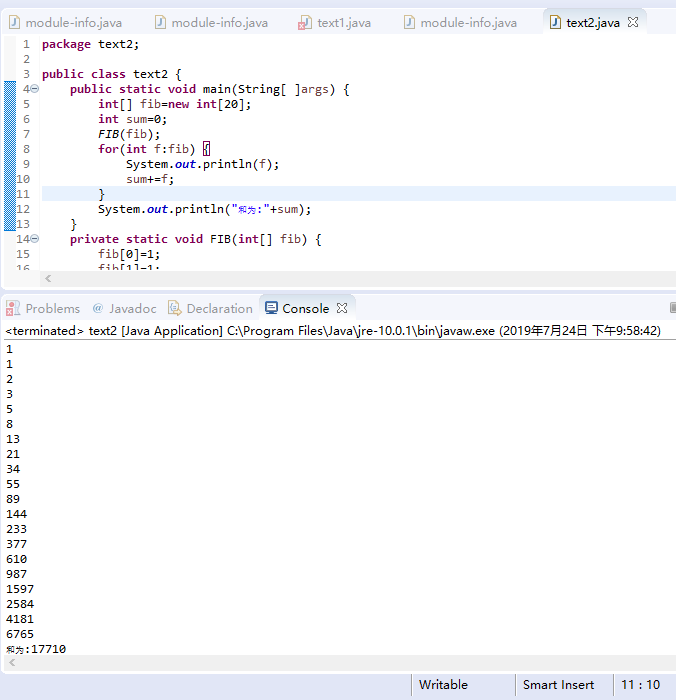 module-info.java module-info.java text1.java module-info.java text2.java
1 package text2;
2
3 public class text2 {
4 public static void main(String[ ]args) {
5 int[] fib=new int[20];
6 int sum=0;
7 FIB(fib);
8 for(int f:fib) {
9 System.out.println(f);
10 sum+=f;
11 }
12 System.out.println("和为:"+sum);
13 }
14 private static void FIB(int[] fib) {
15 fib[0]=1;
16 fib[1]=1;
Problems @ Javadoc Declaration Console
<terminated> text2 [Java Application] C:\Program Files\Java\jre-10.0.1\bin\javaw.exe (2019年7月24日 下午9:58:42)
1
1
2
3
5
8
13
21
34
55
89
144
233
377
610
987
1597
2584
4181
6765
和为:17710
Writable Smart Insert 11 : 10